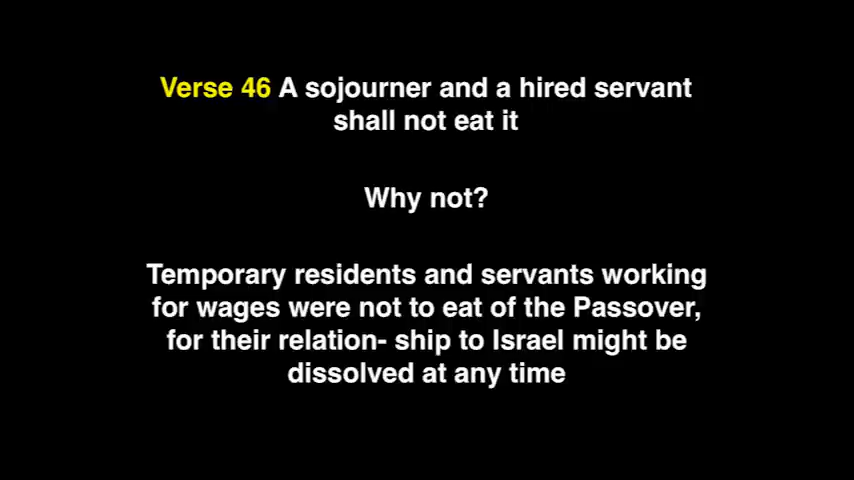 Verse 46 A sojourner and a hired servant
shall not eat it
Why not?
Temporary residents and servants working
for wages were not to eat of the Passover,
for their relation- ship to Israel might be
dissolved at any time